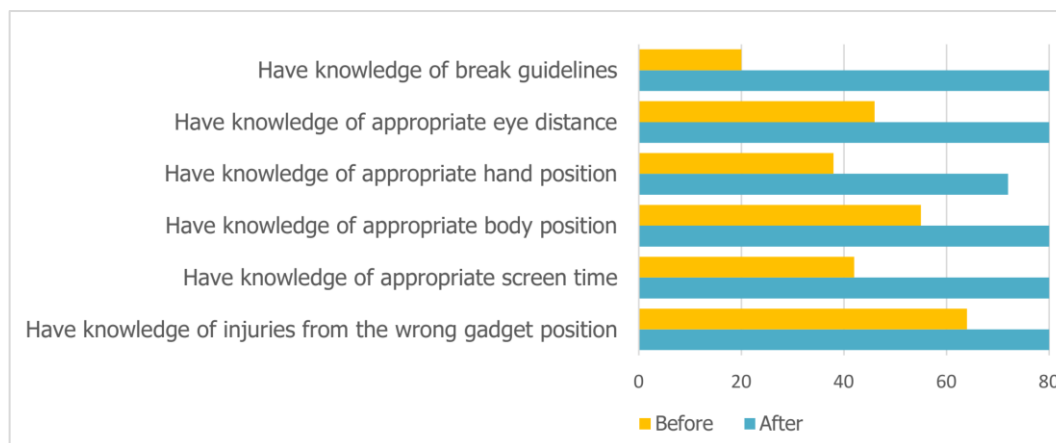 Have knowledge of break guidelines
Have knowledge of appropriate eye distance
Have knowledge of appropriate hand position
Have knowledge of appropriate body position
Have knowledge of appropriate screen time
Have knowledge of injuries from the wrong gadget position
0 20 40 60 80
Before After